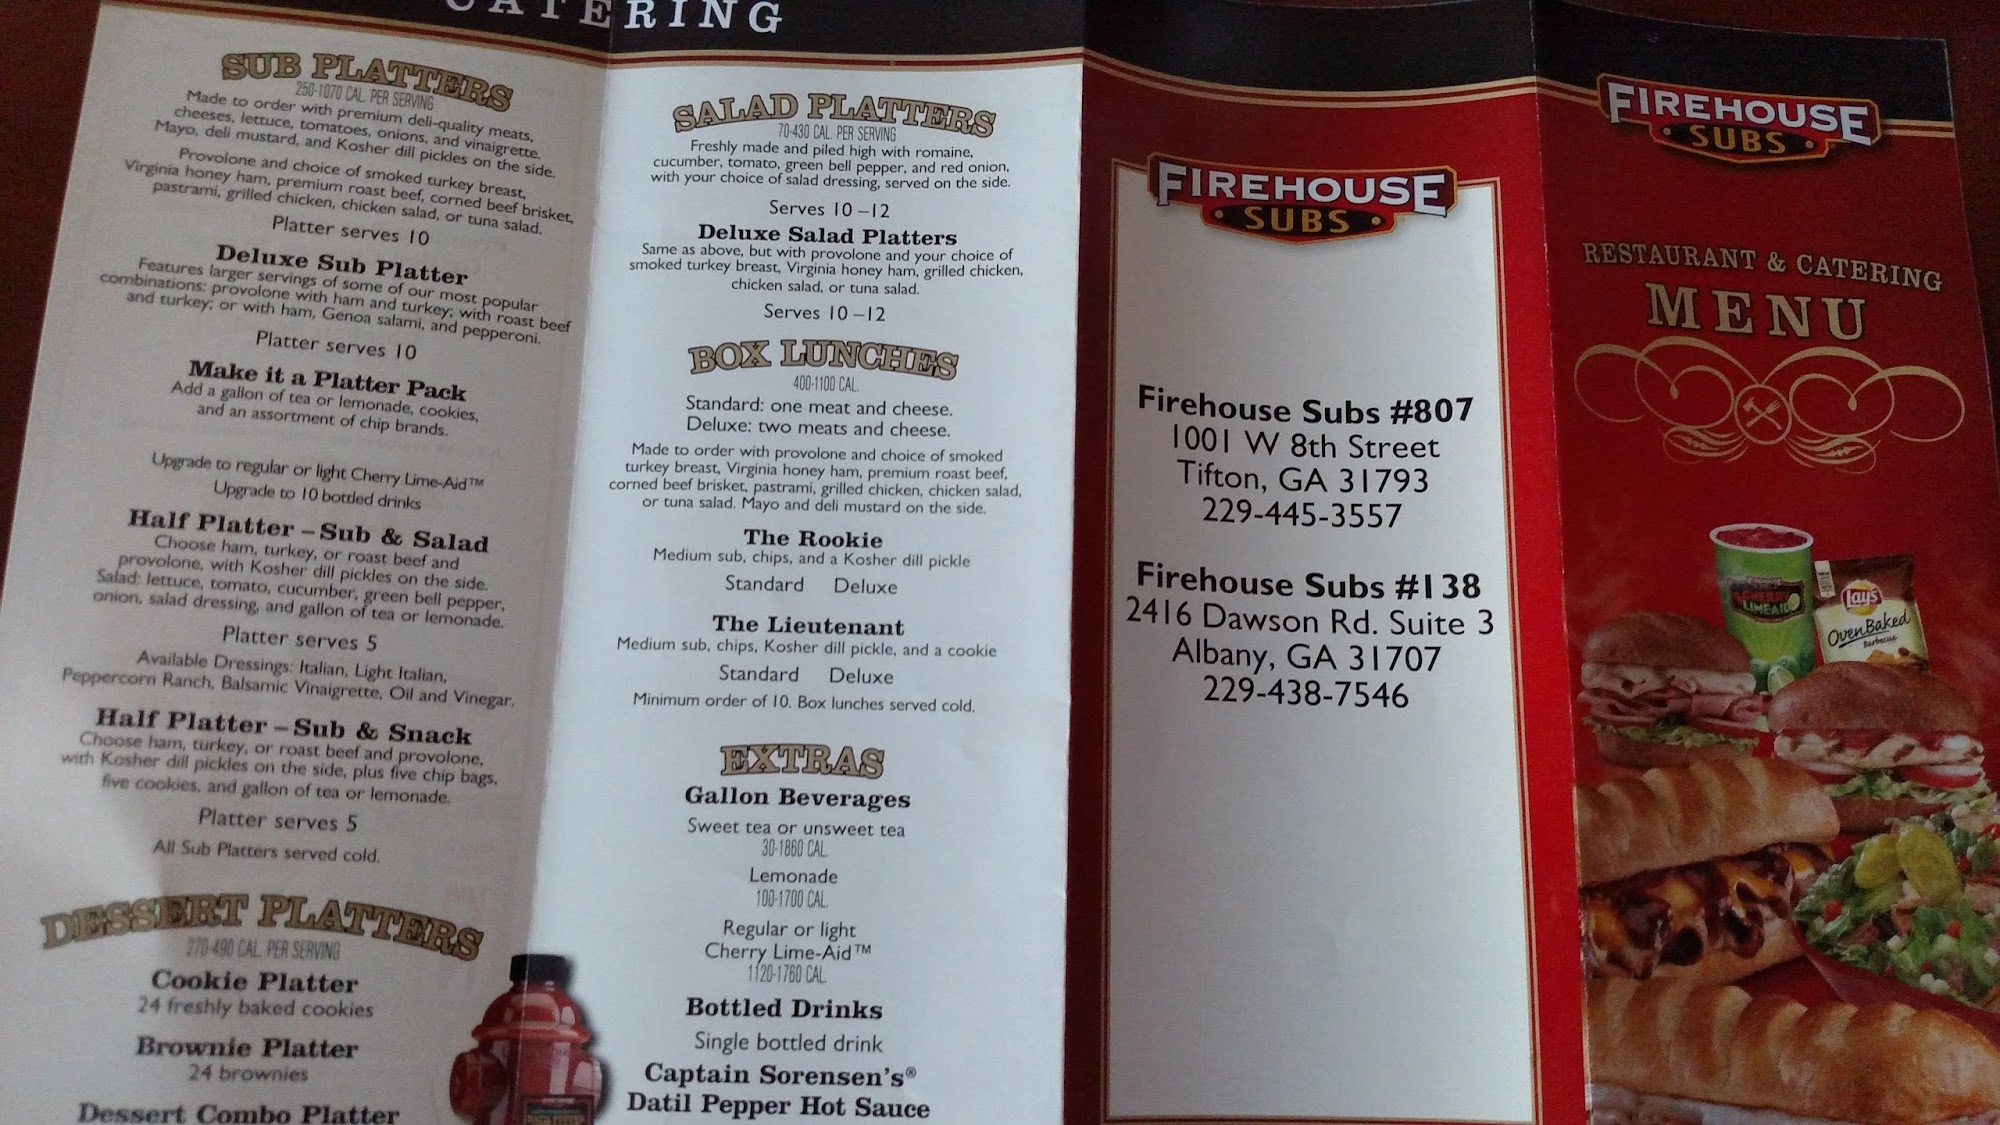 CATERING
SUB PLATTERS
250-1070 CAL. PER SERVING
Made to order with premium deli-quality meats,
cheeses, lettuce, tomatoes, onions, and vinaigrette.
Mayo, deli mustard, and Kosher dill pickles on the side.
Provolone and choice of smoked turkey breast,
Virginia honey ham, premium roast beef, corned beef brisket,
pastrami, grilled chicken, chicken salad, or tuna salad.
Platter serves 10
Deluxe Sub Platter
Features larger servings of some of our most popular
combinations: provolone with ham and turkey; with roast beef
and turkey; or with ham, Genoa salami, and pepperoni.
Platter serves 10
Make it a Platter Pack
Add a gallon of tea or lemonade, cookies,
and an assortment of chip brands.
Upgrade to regular or light Cherry Lime-Aid™
Upgrade to 10 bottled drinks
Half Platter – Sub & Salad
Choose ham, turkey, or roast beef and
provolone, with Kosher dill pickles on the side.
Salad: lettuce, tomato, cucumber, green bell pepper,
onion, salad dressing, and gallon of tea or lemonade.
Platter serves 5
Available Dressings: Italian, Light Italian,
Peppercorn Ranch, Balsamic Vinaigrette, Oil and Vinegar.
Half Platter – Sub & Snack
Choose ham, turkey, or roast beef and provolone,
with Kosher dill pickles on the side, plus five chip bags,
five cookies, and gallon of tea or lemonade.
Platter serves 5
All Sub Platters served cold.
DESSERT PLATTERS
270-490 CAL. PER SERVING
Cookie Platter
24 freshly baked cookies
Brownie Platter
24 brownies
Dessert Combo Platter
SALAD PLATTERS
70-430 CAL. PER SERVING
Freshly made and piled high with romaine,
cucumber, tomato, green bell pepper, and red onion,
with your choice of salad dressing, served on the side.
Serves 10 –12
Deluxe Salad Platters
Same as above, but with provolone and your choice of
smoked turkey breast, Virginia honey ham, grilled chicken,
chicken salad, or tuna salad.
Serves 10 –12
BOX LUNCHES
400-1100 CAL.
Standard: one meat and cheese.
Deluxe: two meats and cheese.
Made to order with provolone and choice of smoked
turkey breast, Virginia honey ham, premium roast beef,
corned beef brisket, pastrami, grilled chicken, chicken salad,
or tuna salad. Mayo and deli mustard on the side.
The Rookie
Medium sub, chips, and a Kosher dill pickle
Standard Deluxe
The Lieutenant
Medium sub, chips, Kosher dill pickle, and a cookie
Standard Deluxe
Minimum order of 10. Box lunches served cold.
EXTRAS
Gallon Beverages
Sweet tea or unsweet tea
30-1860 CAL.
Lemonade
100-1700 CAL.
Regular or light
Cherry Lime-Aid™
1120-1760 CAL.
Bottled Drinks
Single bottled drink
Captain Sorensen's®
Datil Pepper Hot Sauce
FIREHOUSE
SUBS
Firehouse Subs #807
1001 W 8th Street
Tifton, GA 31793
229-445-3557
Firehouse Subs #138
2416 Dawson Rd. Suite 3
Albany, GA 31707
229-438-7546
FIREHOUSE
SUBS
RESTAURANT & CATERING
MENU
CHERRY
LIME-AID
Lay's
Oven Baked
Barbecue